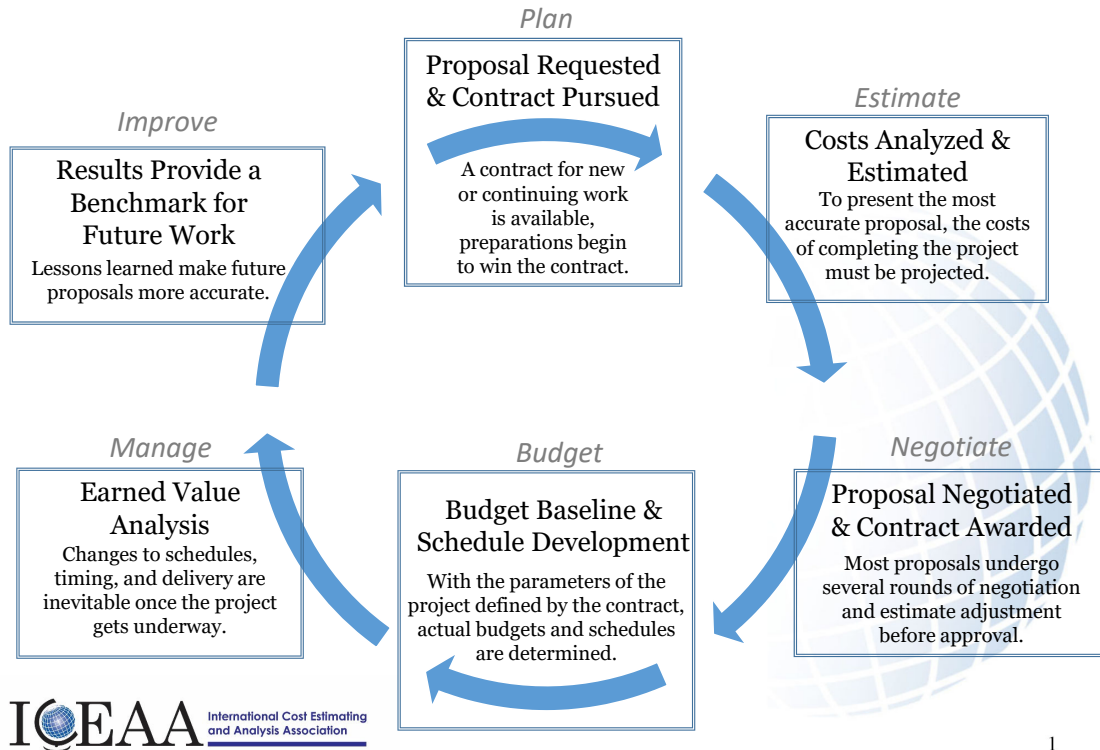 Plan
Proposal Requested
& Contract Pursued
A contract for new
or continuing work
is available,
preparations begin
to win the contract.
Estimate
Costs Analyzed &
Estimated
To present the most
accurate proposal, the costs
of completing the project
must be projected.
Negotiate
Proposal Negotiated
& Contract Awarded
Most proposals undergo
several rounds of negotiation
and estimate adjustment
before approval.
Budget
Budget Baseline &
Schedule Development
With the parameters of the
project defined by the contract,
actual budgets and schedules
are determined.
Manage
Earned Value
Analysis
Changes to schedules,
timing, and delivery are
inevitable once the project
gets underway.
Improve
Results Provide a
Benchmark for
Future Work
Lessons learned make future
proposals more accurate.
ICEAA
International Cost Estimating
and Analysis Association
1